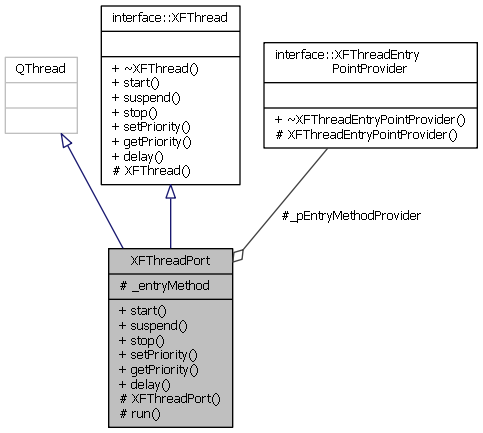 QThread
interface::XFThread
+ ~XFThread()
+ start()
+ suspend()
+ stop()
+ setPriority()
+ getPriority()
+ delay()
# XFThread()
interface::XFThreadEntry
PointProvider
+ ~XFThreadEntryPointProvider()
# XFThreadEntryPointProvider()
#_pEntryMethodProvider
XFThreadPort
# _entryMethod
+ start()
+ suspend()
+ stop()
+ setPriority()
+ getPriority()
+ delay()
# XFThreadPort()
# run()